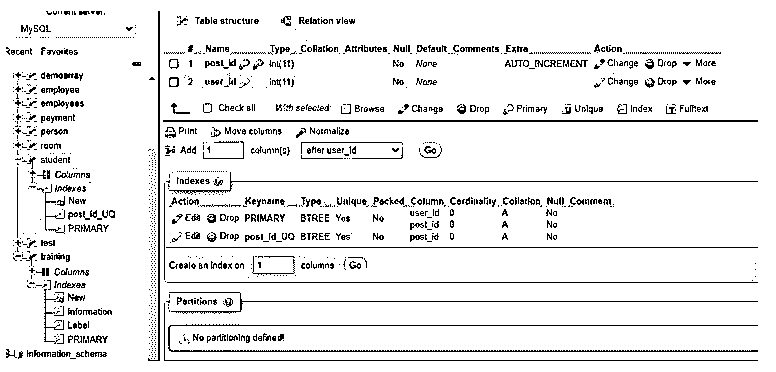 Current server:
MySQL
Recent Favorites
demoarray
employee
employees
payment
person
room
student
Columns
Indexes
New
post_id_UQ
PRIMARY
test
training
Columns
Indexes
New
Information
Label
PRIMARY
information_schema
Table structure Relation view
# Name Type Collation Attributes Null Default Comments Extra Action
1 post_id int(11) No None AUTO_INCREMENT Change Drop More
2 user_id int(11) No None Change Drop More
Check all With selected: Browse Change Drop Primary Unique Index Fulltext
Print Move columns Normalize
Add 1 column(s) after user_id Go
Indexes
Action Keyname Type Unique Packed Column Cardinality Collation Null Comment
Edit Drop PRIMARY BTREE Yes No user_id 0 A No
post_id 0 A No
Edit Drop post_id_UQ BTREE Yes No post_id 0 A No
Create an index on 1 columns Go
Partitions
No partitioning defined!